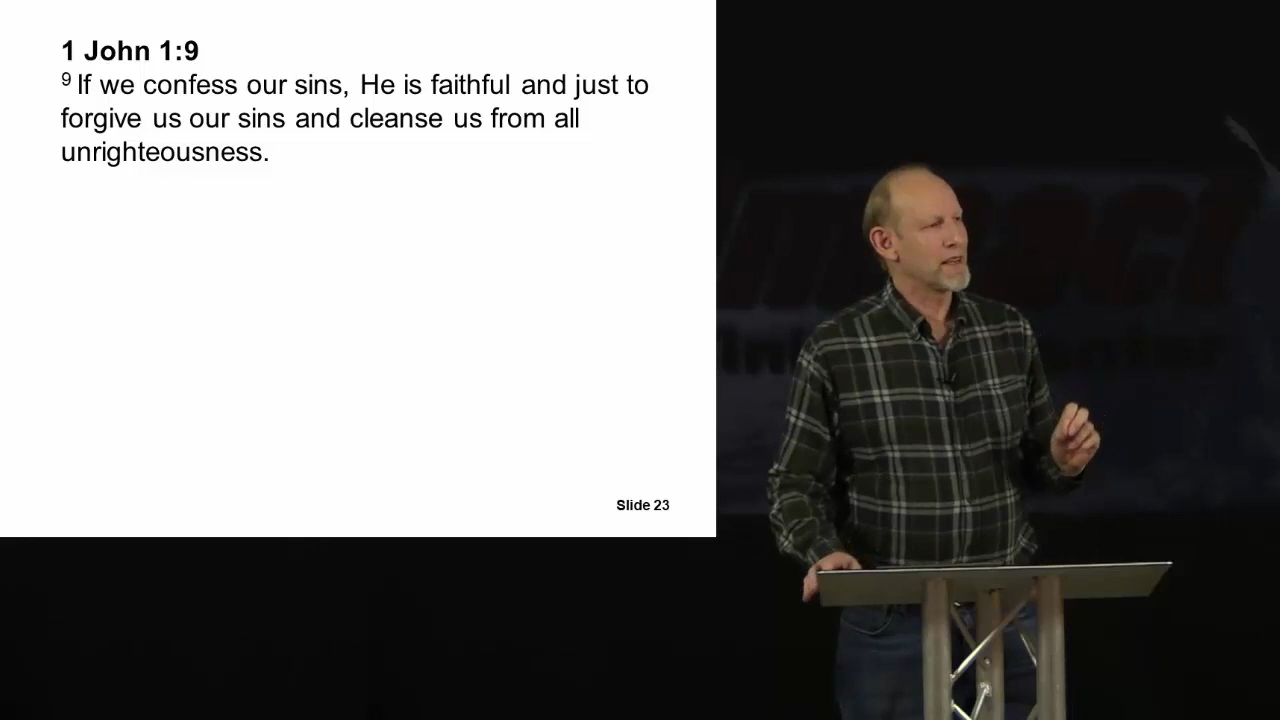 1 John 1:9
9 If we confess our sins, He is faithful and just to
forgive us our sins and cleanse us from all
unrighteousness.
Slide 23